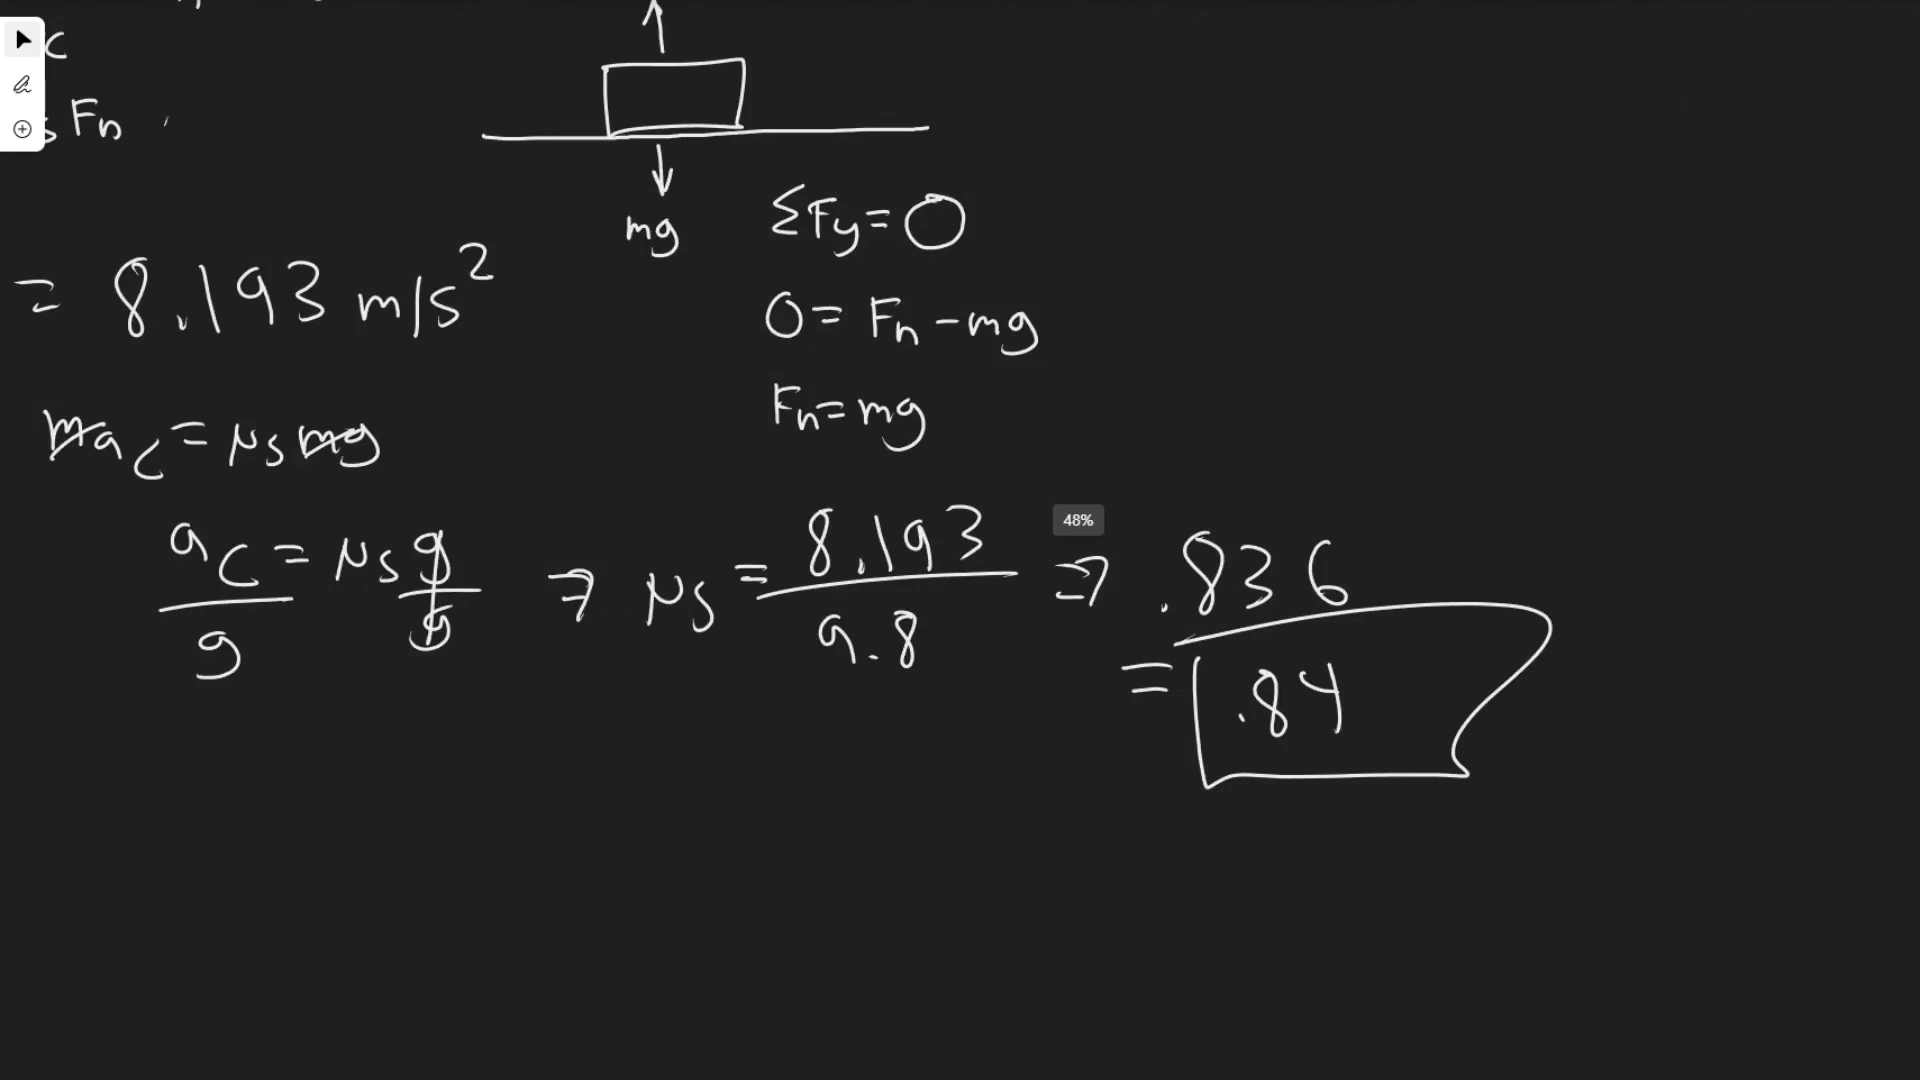 c
s Fn
mg
ΣFy = 0
= 8.193 m/s²
0 = Fn - mg
Fn = mg
mac = μs mg
ac/g = μs g/g ⇒ μs = 8.193/9.8 ⇒ .836
= .84
48%